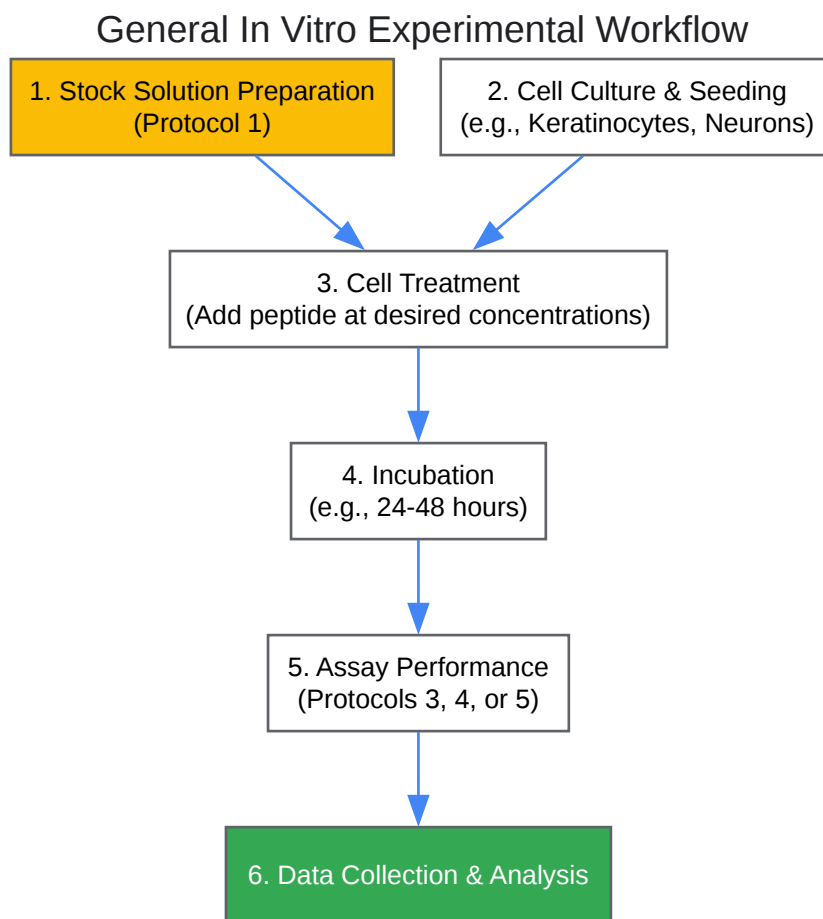 General In Vitro Experimental Workflow
1. Stock Solution Preparation
(Protocol 1)
2. Cell Culture & Seeding
(e.g., Keratinocytes, Neurons)
3. Cell Treatment
(Add peptide at desired concentrations)
4. Incubation
(e.g., 24-48 hours)
5. Assay Performance
(Protocols 3, 4, or 5)
6. Data Collection & Analysis